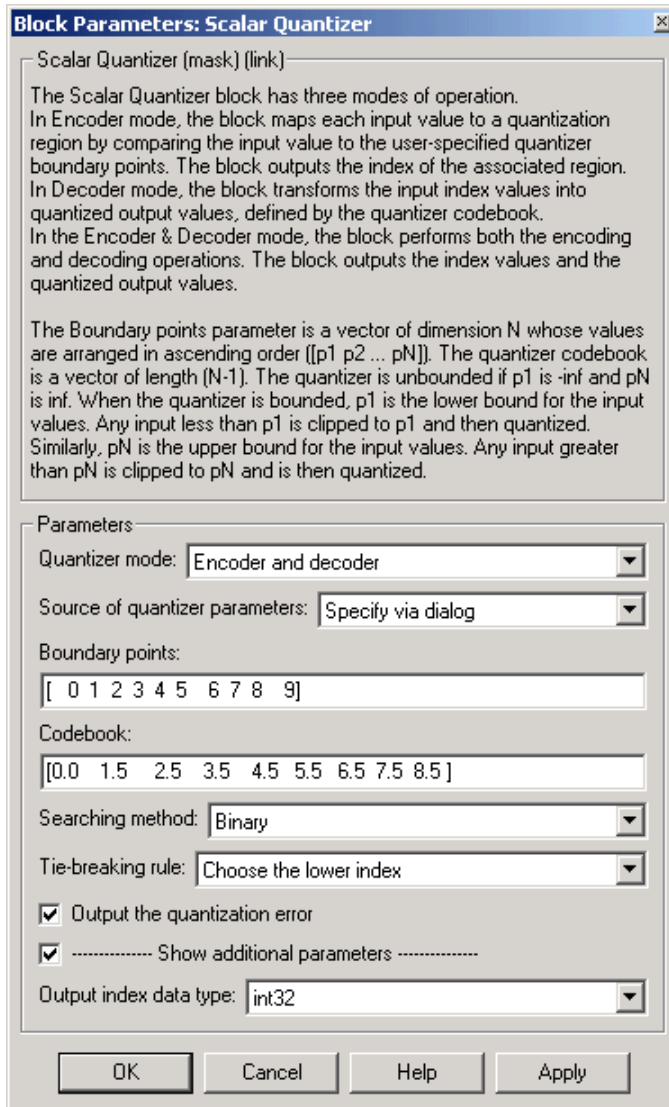 Block Parameters: Scalar Quantizer
Scalar Quantizer (mask) (link)
The Scalar Quantizer block has three modes of operation.
In Encoder mode, the block maps each input value to a quantization
region by comparing the input value to the user-specified quantizer
boundary points. The block outputs the index of the associated region.
In Decoder mode, the block transforms the input index values into
quantized output values, defined by the quantizer codebook.
In the Encoder & Decoder mode, the block performs both the encoding
and decoding operations. The block outputs the index values and the
quantized output values.
The Boundary points parameter is a vector of dimension N whose values
are arranged in ascending order ([p1 p2 ... pN]). The quantizer codebook
is a vector of length (N-1). The quantizer is unbounded if p1 is -inf and pN
is inf. When the quantizer is bounded, p1 is the lower bound for the input
values. Any input less than p1 is clipped to p1 and then quantized.
Similarly, pN is the upper bound for the input values. Any input greater
than pN is clipped to pN and is then quantized.
Parameters
Quantizer mode: Encoder and decoder
Source of quantizer parameters: Specify via dialog
Boundary points:
[ 0 1 2 3 4 5 6 7 8 9]
Codebook:
[0.0 1.5 2.5 3.5 4.5 5.5 6.5 7.5 8.5 ]
Searching method: Binary
Tie-breaking rule: Choose the lower index
Output the quantization error
--------------- Show additional parameters ---------------
Output index data type: int32
OK Cancel Help Apply